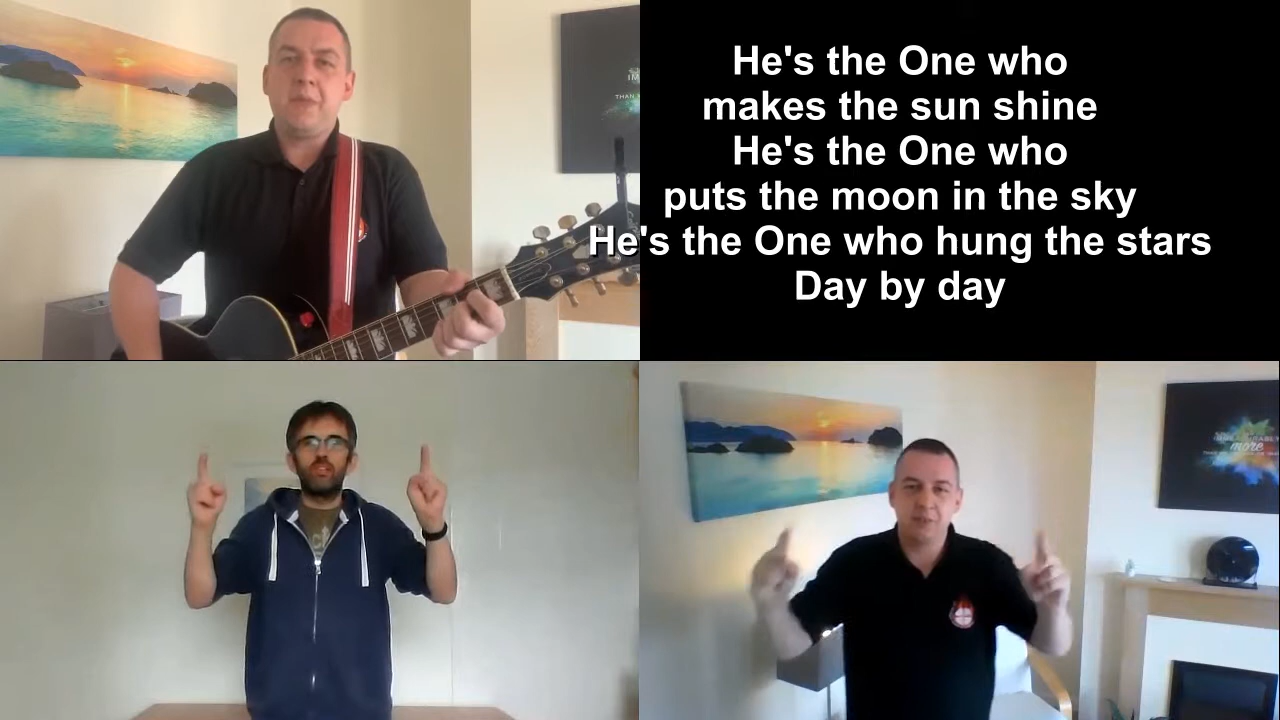 He's the One who
makes the sun shine
He's the One who
puts the moon in the sky
He's the One who hung the stars
Day by day
more